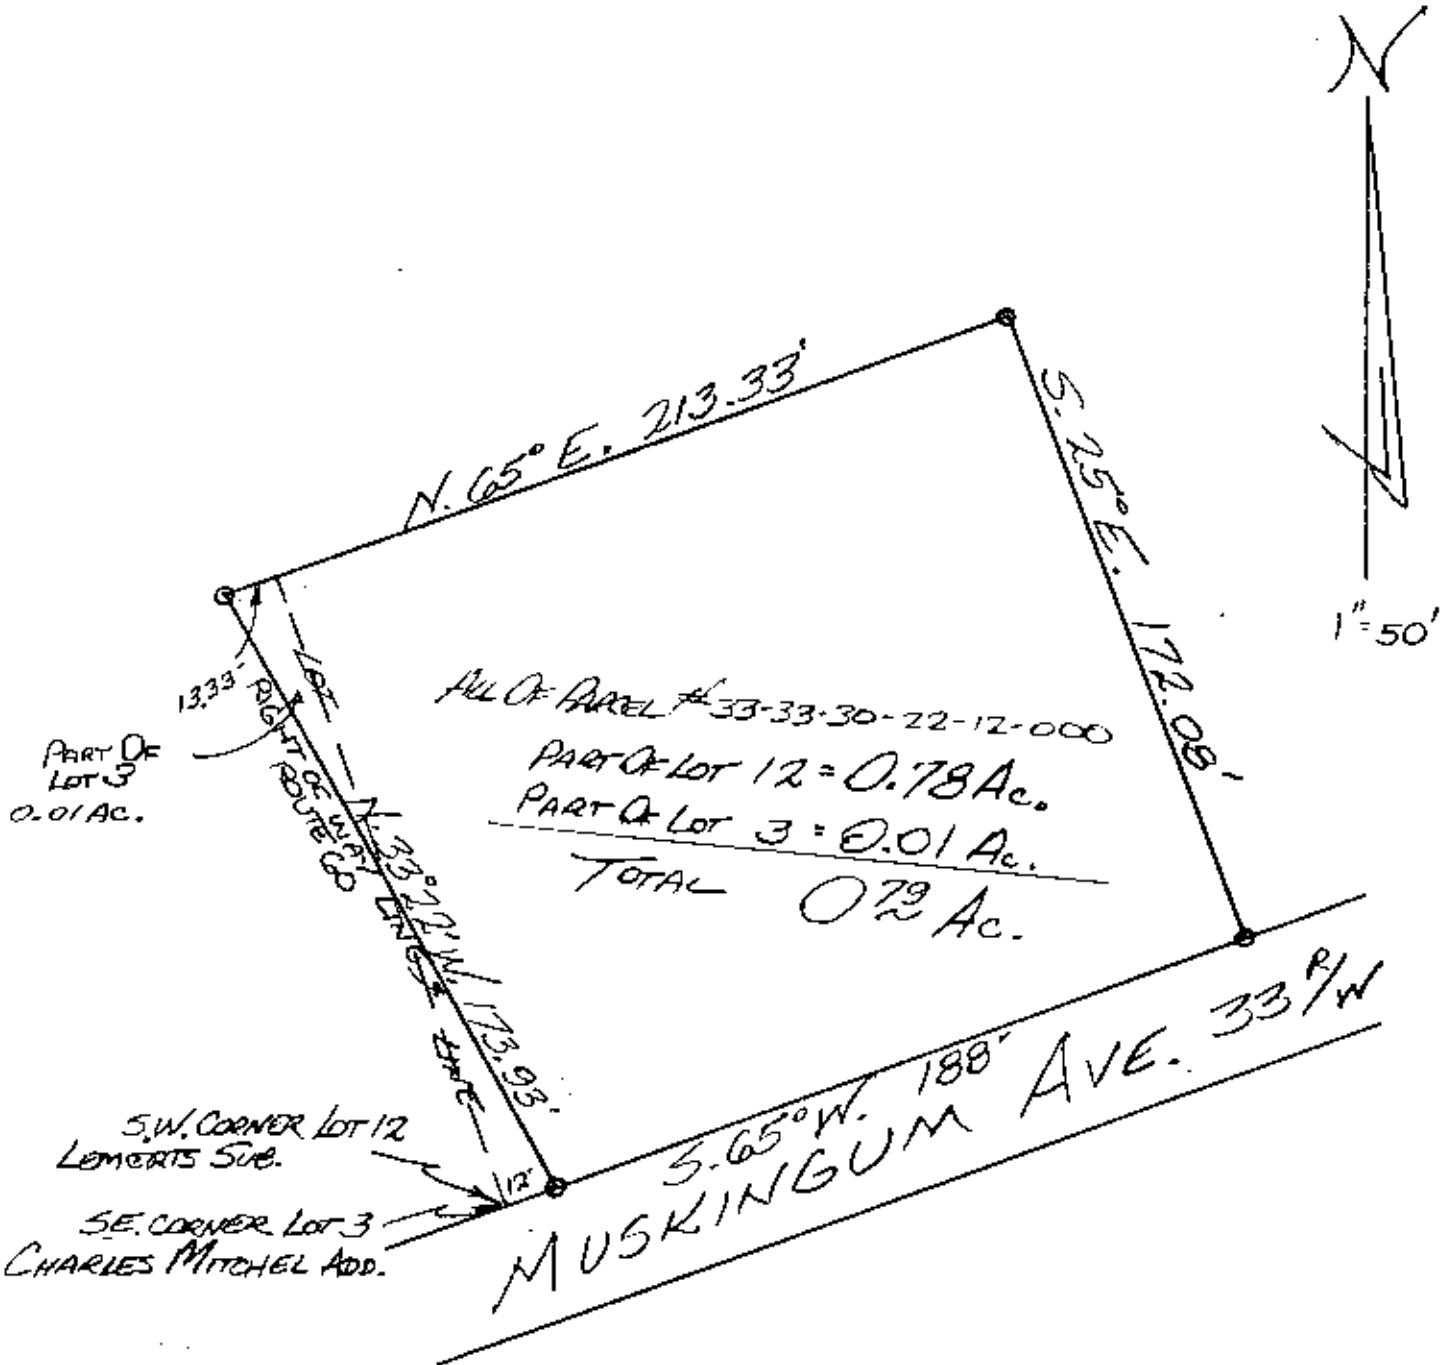 N
1"=50'
N. 65° E. 213.33'
S. 25° E. 172.08'
13.33'
PART OF
LOT 3
0.01 AC.
RIGHT OF WAY LINE
ROUTE 60
LOT LINE
N. 33° 22' W. 173.93'
ALL OF PARCEL # 33-33-30-22-12-000
PART OF LOT 12 = 0.78 Ac.
PART OF LOT 3 = 0.01 Ac.
TOTAL 0.79 Ac.
S.W. CORNER LOT 12
LEMERTS SUB.
12'
S.E. CORNER LOT 3
CHARLES MITCHEL ADD.
S. 65° W. 188'
MUSKINGUM AVE. 33' R/W